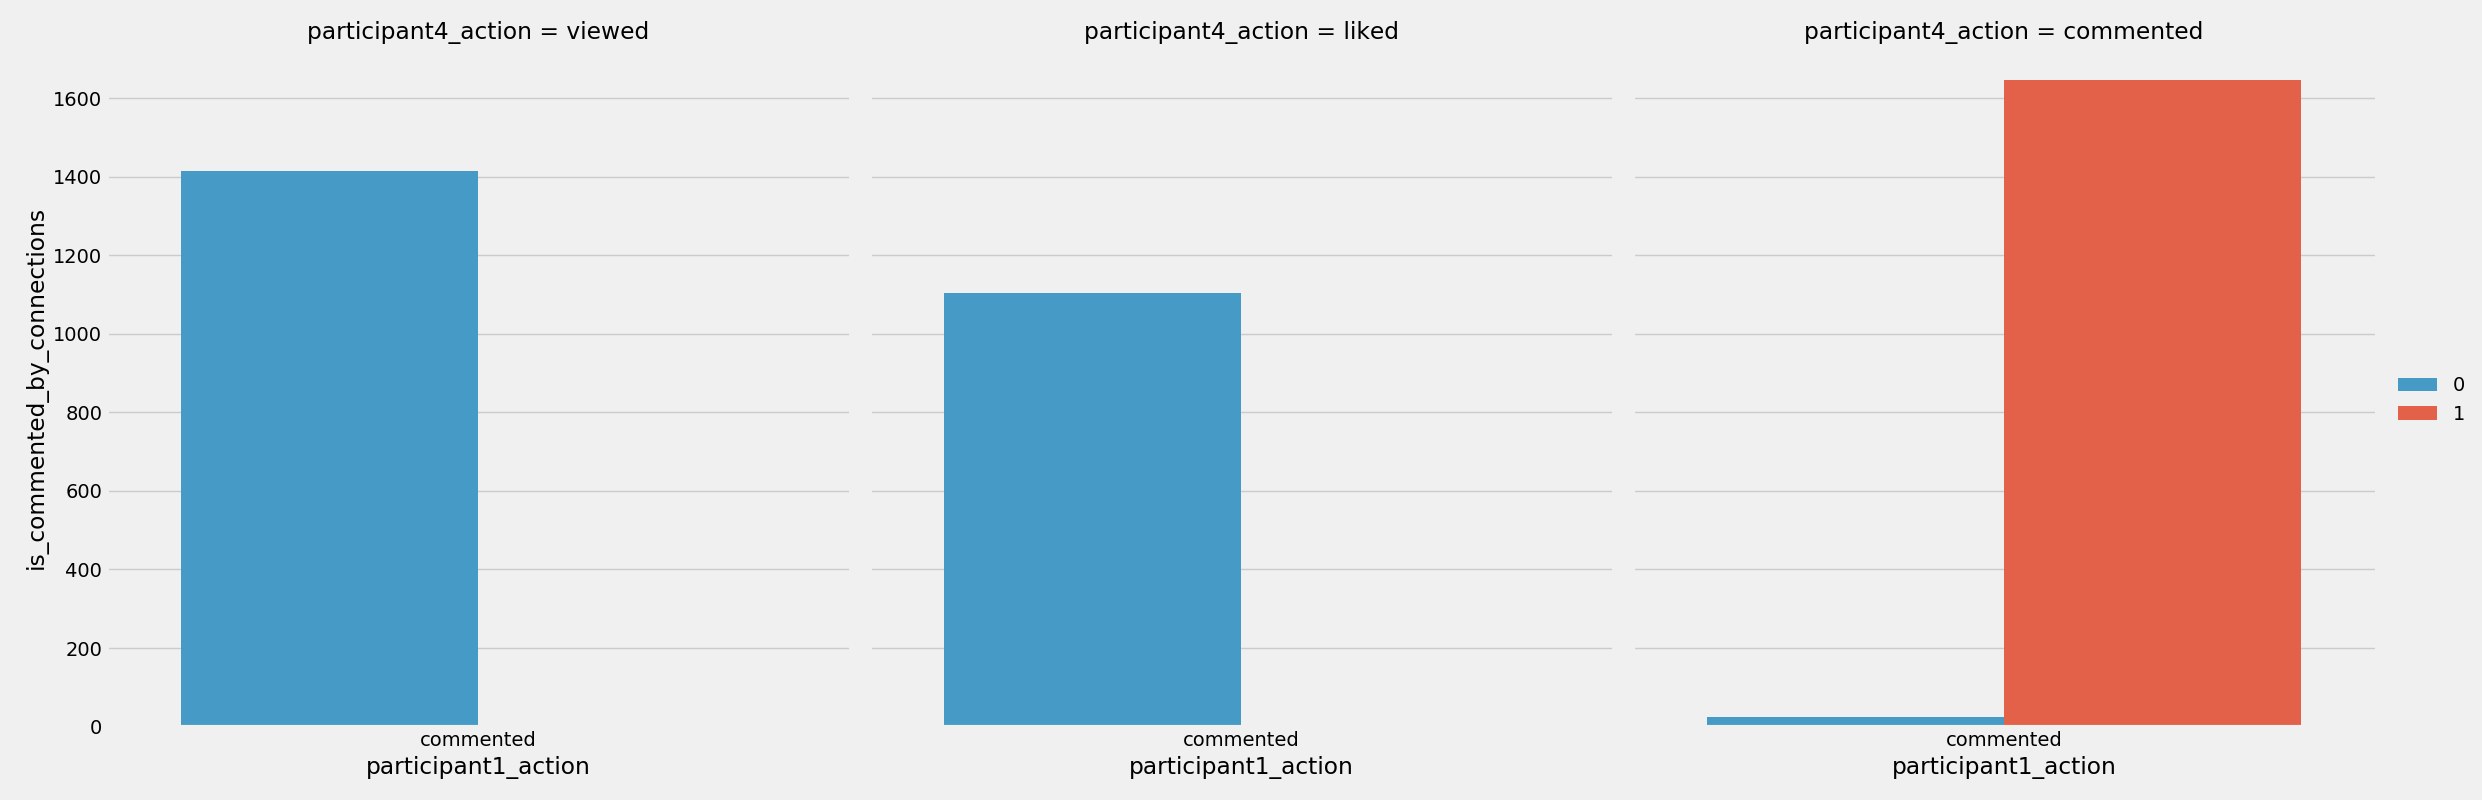 participant4_action = viewed
participant4_action = liked
participant4_action = commented
is_commented_by_connections
1600
1400
1200
1000
800
600
400
200
0
commented
commented
commented
participant1_action
participant1_action
participant1_action
0
1